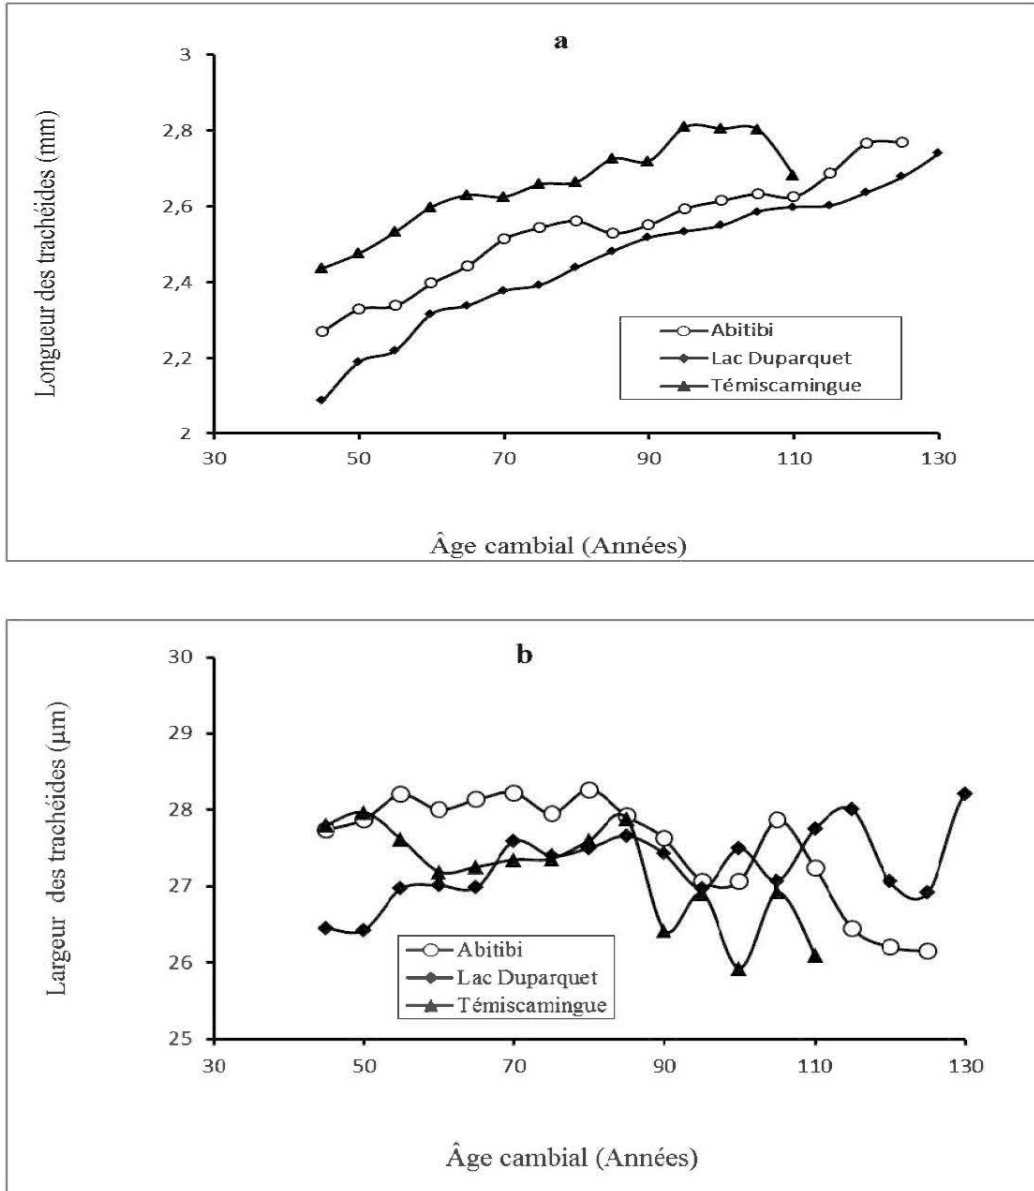 a
3
2,8
2,6
2,4
2,2
2
30
50
70
90
110
130
Longueur des trachéides (mm)
Abitibi
Lac Duparquet
Témiscamingue
Âge cambial (Années)
b
30
29
28
27
26
25
30
50
70
90
110
130
Largeur des trachéides (µm)
Abitibi
Lac Duparquet
Témiscamingue
Âge cambial (Années)